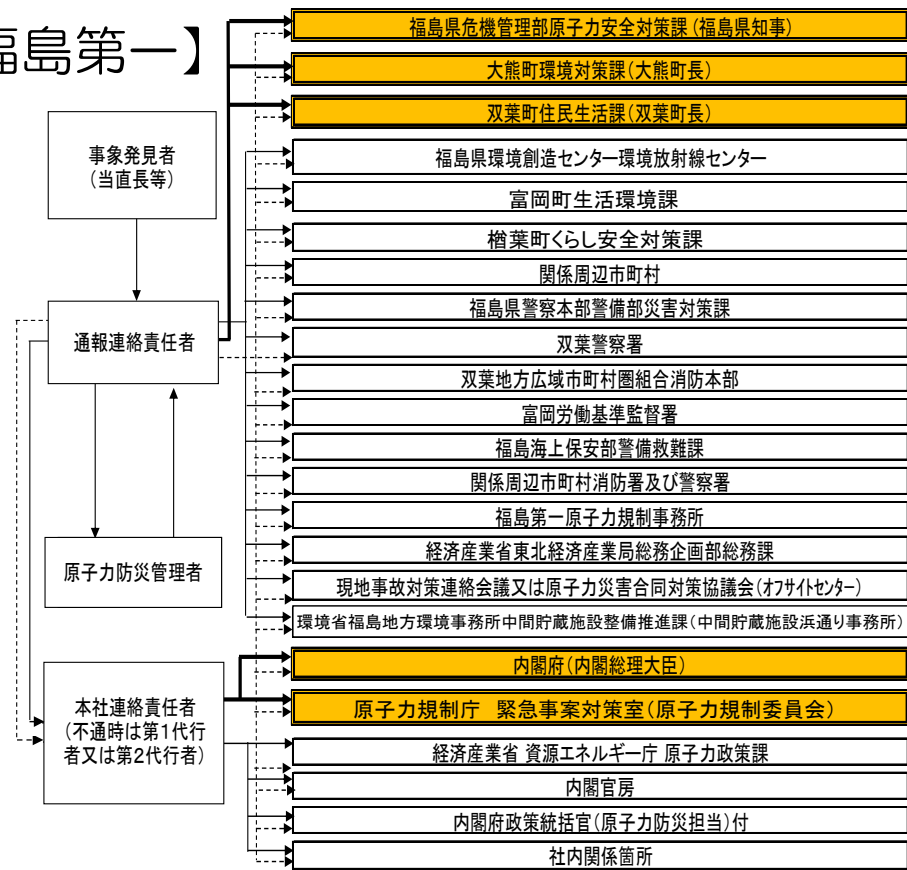 福島第一】
事象発見者
(当直長等)
通報連絡責任者
原子力防災管理者
本社連絡責任者
(不通時は第1代行
者又は第2代行者)
福島県危機管理部原子力安全対策課(福島県知事)
大熊町環境対策課(大熊町長)
双葉町住民生活課(双葉町長)
福島県環境創造センター環境放射線センター
富岡町生活環境課
楢葉町くらし安全対策課
関係周辺市町村
福島県警察本部警備部災害対策課
双葉警察署
双葉地方広域市町村圏組合消防本部
富岡労働基準監督署
福島海上保安部警備救難課
関係周辺市町村消防署及び警察署
福島第一原子力規制事務所
経済産業省東北経済産業局総務企画部総務課
現地事故対策連絡会議又は原子力災害合同対策協議会(オフサイトセンター)
環境省福島地方環境事務所中間貯蔵施設整備推進課(中間貯蔵施設浜通り事務所)
内閣府(内閣総理大臣)
原子力規制庁 緊急事案対策室(原子力規制委員会)
経済産業省 資源エネルギー庁 原子力政策課
内閣官房
内閣府政策統括官(原子力防災担当)付
社内関係箇所